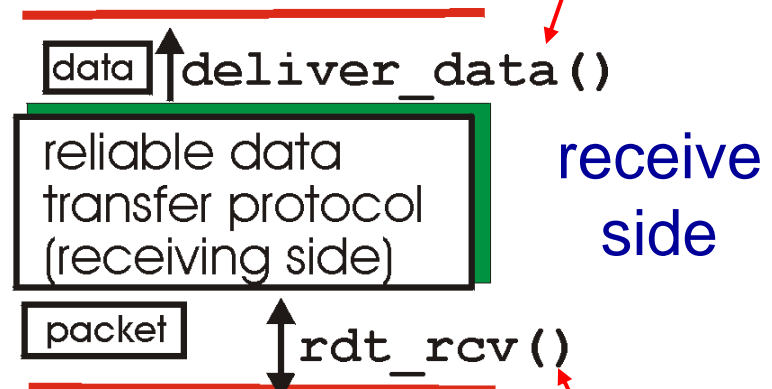 data deliver_data()
reliable data
transfer protocol
(receiving side)
receive
side
packet rdt_rcv()